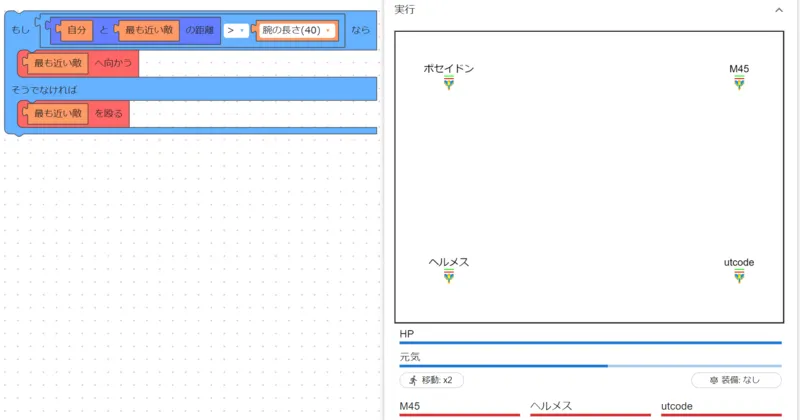 もし 自分 と 最も近い敵 の距離 > 腕の長さ(40) なら
最も近い敵 へ向かう
そうでなければ
最も近い敵 を殴る
実行
ポセイドン
M45
ヘルメス
utcode
HP
元気
移動: x2
装備: なし
M45
ヘルメス
utcode